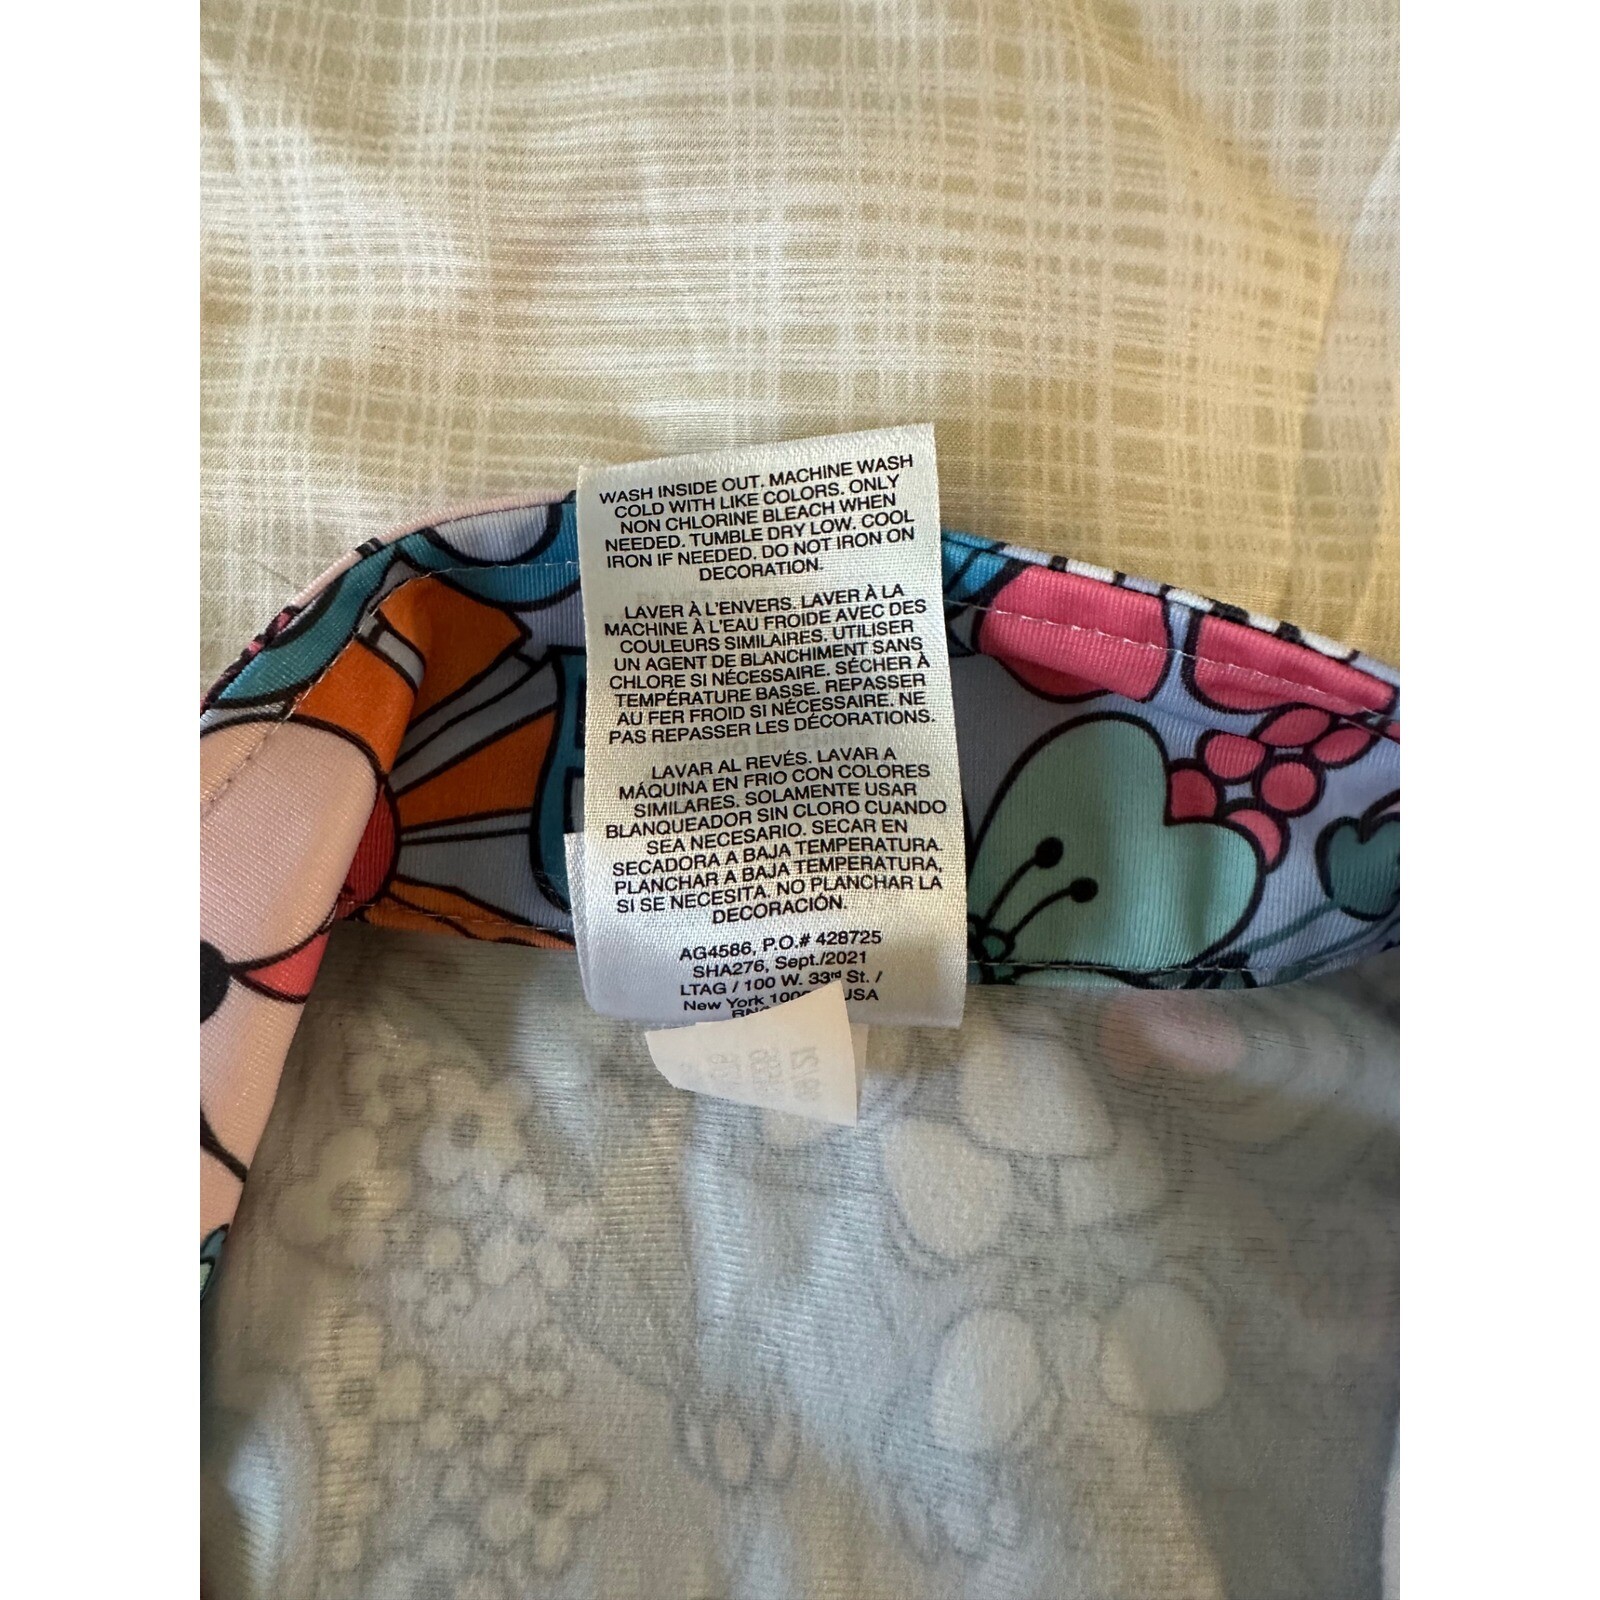 WASH INSIDE OUT. MACHINE WASH
COLD WITH LIKE COLORS. ONLY
NON CHLORINE BLEACH WHEN
NEEDED. TUMBLE DRY LOW. COOL
IRON IF NEEDED. DO NOT IRON ON
DECORATION.
LAVER À L'ENVERS. LAVER À LA
MACHINE À L'EAU FROIDE AVEC DES
COULEURS SIMILAIRES. UTILISER
UN AGENT DE BLANCHIMENT SANS
CHLORE SI NÉCESSAIRE. SÉCHER À
TEMPÉRATURE BASSE. REPASSER
AU FER FROID SI NÉCESSAIRE. NE
PAS REPASSER LES DÉCORATIONS.
LAVAR AL REVÉS. LAVAR A
MÁQUINA EN FRIO CON COLORES
SIMILARES. SOLAMENTE USAR
BLANQUEADOR SIN CLORO CUANDO
SEA NECESARIO. SECAR EN
SECADORA A BAJA TEMPERATURA.
PLANCHAR A BAJA TEMPERATURA,
SI SE NECESITA. NO PLANCHAR LA
DECORACIÓN.
AG4586, P.O.# 428725
SHA276, Sept./2021
LTAG / 100 W. 33rd St. /
New York USA